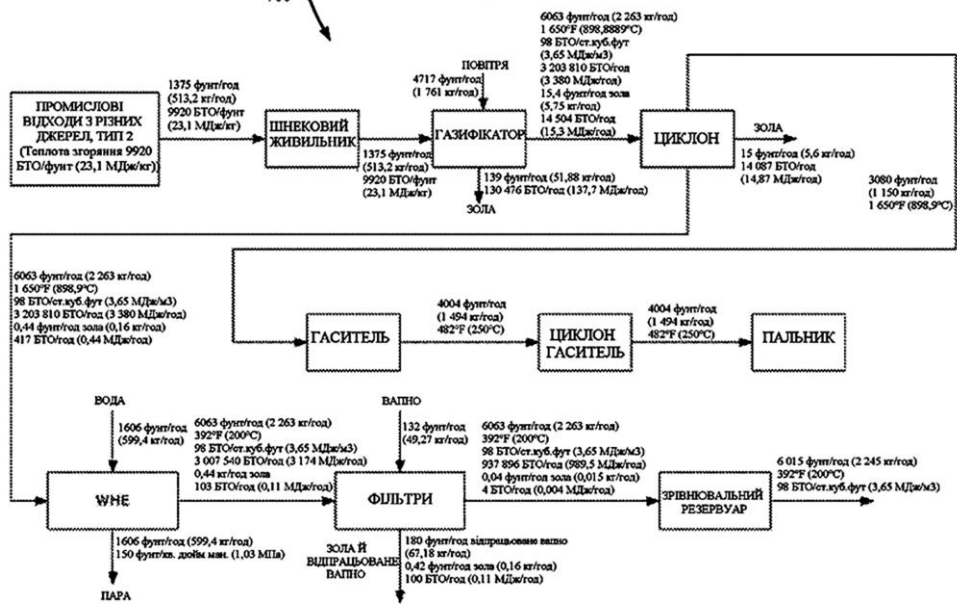 6063 фунт/год (2 263 кг/год)
1 650°F (898,8889°C)
98 БТО/ст.куб.фут
(3,65 МДж/м3)
3 203 810 БТО/год
(3 380 МДж/год)
15,4 фунт/год зола
(5,75 кг/год)
14 504 БТО/год
(15,3 МДж/год)
ПОВІТРЯ
4717 фунт/год
(1 761 кг/год)
1375 фунт/год
(513,2 кг/год)
9920 БТО/фунт
(23,1 МДж/кг)
ПРОМИСЛОВІ
ВІДХОДИ З РІЗНИХ
ДЖЕРЕЛ, ТИП 2
(Теплота згоряння 9920
БТО/фунт (23,1 МДж/кг))
ШНЕКОВИЙ
ЖИВИЛЬНИК
ГАЗИФІКАТОР
ЦИКЛОН
ЗОЛА
1375 фунт/год
(513,2 кг/год)
9920 БТО/фунт
(23,1 МДж/кг)
139 фунт/год (51,88 кг/год)
130 476 БТО/год (137,7 МДж/год)
ЗОЛА
15 фунт/год (5,6 кг/год)
14 087 БТО/год
(14,87 МДж/год)
3080 фунт/год
(1 150 кг/год)
1 650°F (898,9°C)
6063 фунт/год (2 263 кг/год)
1 650°F (898,9°C)
98 БТО/ст.куб.фут (3,65 МДж/м3)
3 203 810 БТО/год (3 380 МДж/год)
0,44 фунт/год зола (0,16 кг/год)
417 БТО/год (0,44 МДж/год)
ГАСИТЕЛЬ
4004 фунт/год
(1 494 кг/год)
482°F (250°C)
ЦИКЛОН
ГАСИТЕЛЬ
4004 фунт/год
(1 494 кг/год)
482°F (250°C)
ПАЛЬНИК
ВОДА
1606 фунт/год
(599,4 кг/год)
6063 фунт/год (2 263 кг/год)
392°F (200°C)
98 БТО/ст.куб.фут (3,65 МДж/м3)
3 007 540 БТО/год (3 174 МДж/год)
0,44 кг/год зола
103 БТО/год (0,11 МДж/год)
ВАПНО
132 фунт/год
(49,27 кг/год)
6063 фунт/год (2 263 кг/год)
392°F (200°C)
98 БТО/ст.куб.фут (3,65 МДж/м3)
937 896 БТО/год (989,5 МДж/год)
0,04 фунт/год зола (0,015 кг/год)
4 БТО/год (0,004 МДж/год)
6 015 фунт/год (2 245 кг/год)
392°F (200°C)
98 БТО/ст.куб.фут (3,65 МДж/м3)
WHE
ФІЛЬТРИ
ЗРІВНЮВАЛЬНИЙ
РЕЗЕРВУАР
1606 фунт/год (599,4 кг/год)
150 фунт/кв. дюйм ман. (1,03 МПа)
ПАРА
ЗОЛА Й
ВІДПРАЦЬОВАНЕ
ВАПНО
180 фунт/год відпрацьоване вапно
(67,18 кг/год)
0,42 фунт/год зола (0,16 кг/год)
100 БТО/год (0,11 МДж/год)